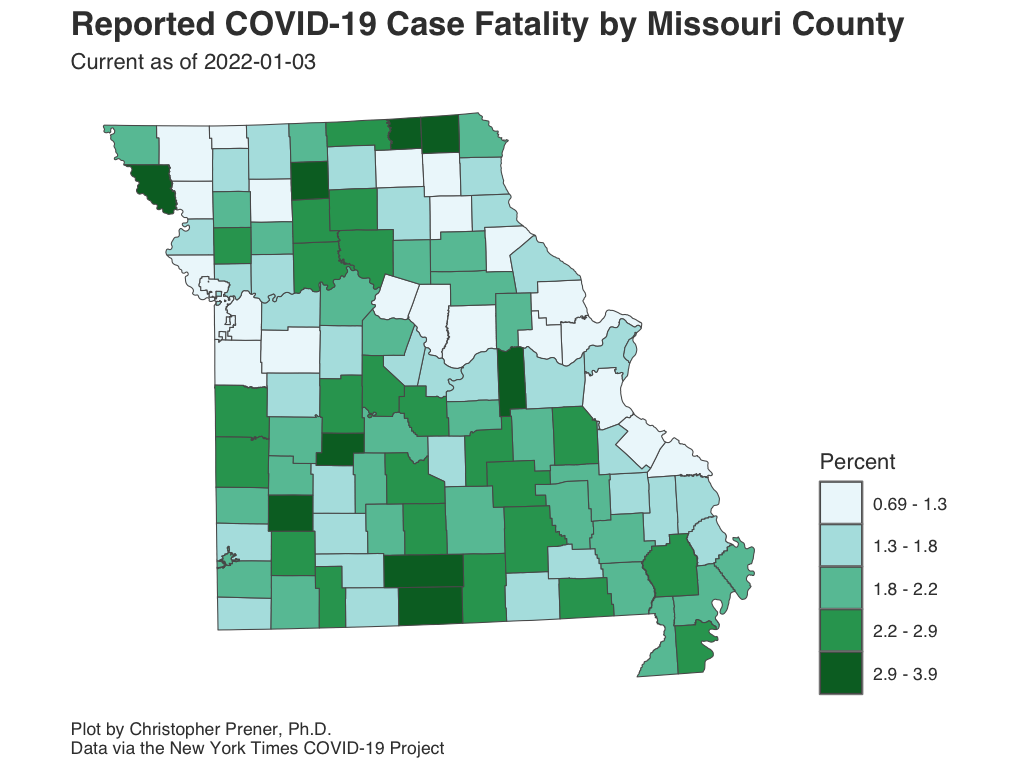 Reported COVID-19 Case Fatality by Missouri County
Current as of 2022-01-03
Percent
0.69 - 1.3
1.3 - 1.8
1.8 - 2.2
2.2 - 2.9
2.9 - 3.9
Plot by Christopher Prener, Ph.D.
Data via the New York Times COVID-19 Project